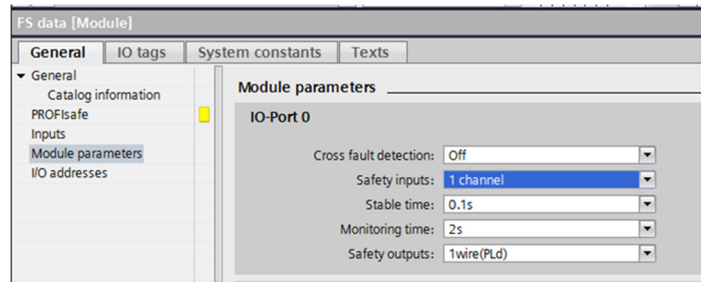 FS data [Module]
General IO tags System constants Texts
General
Catalog information
PROFIsafe
Inputs
Module parameters
I/O addresses
Module parameters
IO-Port 0
Cross fault detection: Off
Safety inputs: 1 channel
Stable time: 0.1s
Monitoring time: 2s
Safety outputs: 1wire(PLd)